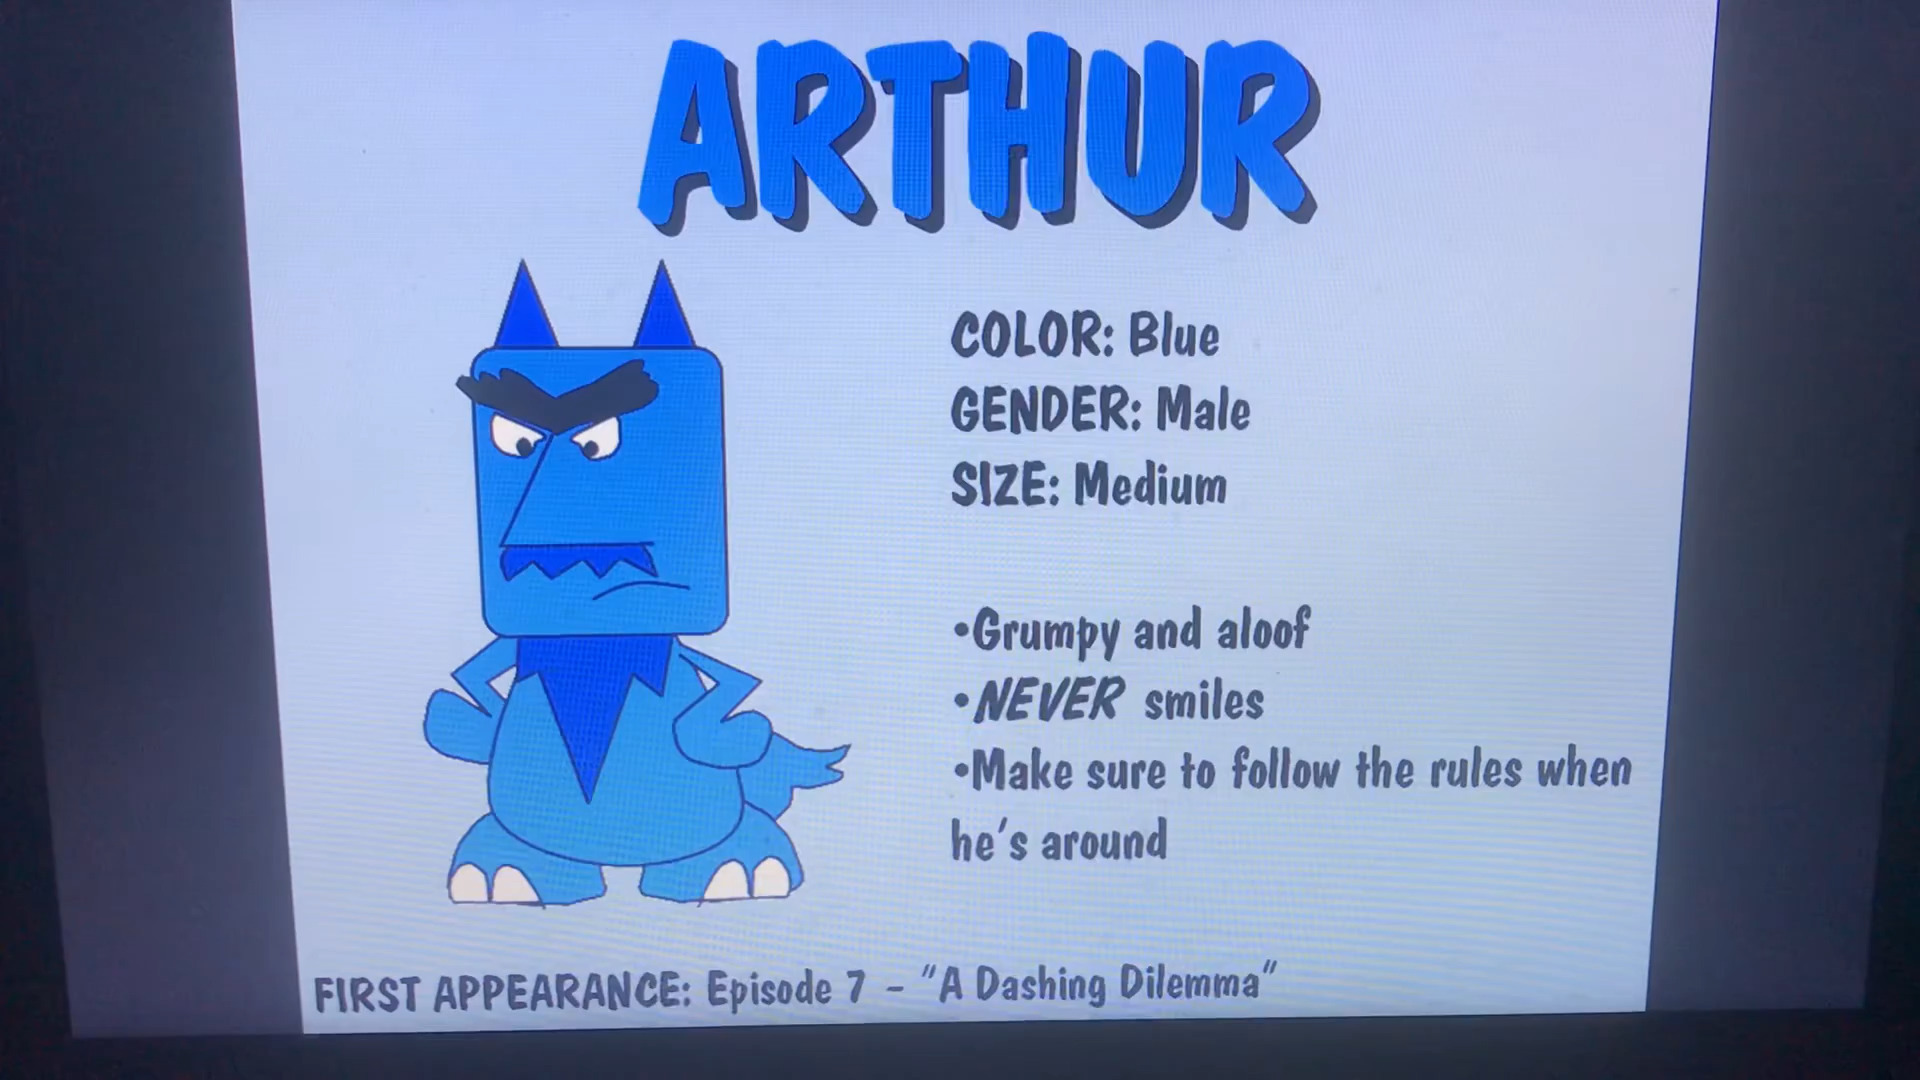 ARTHUR
COLOR: Blue
GENDER: Male
SIZE: Medium
•Grumpy and aloof
•NEVER smiles
•Make sure to follow the rules when
he's around
FIRST APPEARANCE: Episode 7 - "A Dashing Dilemma"